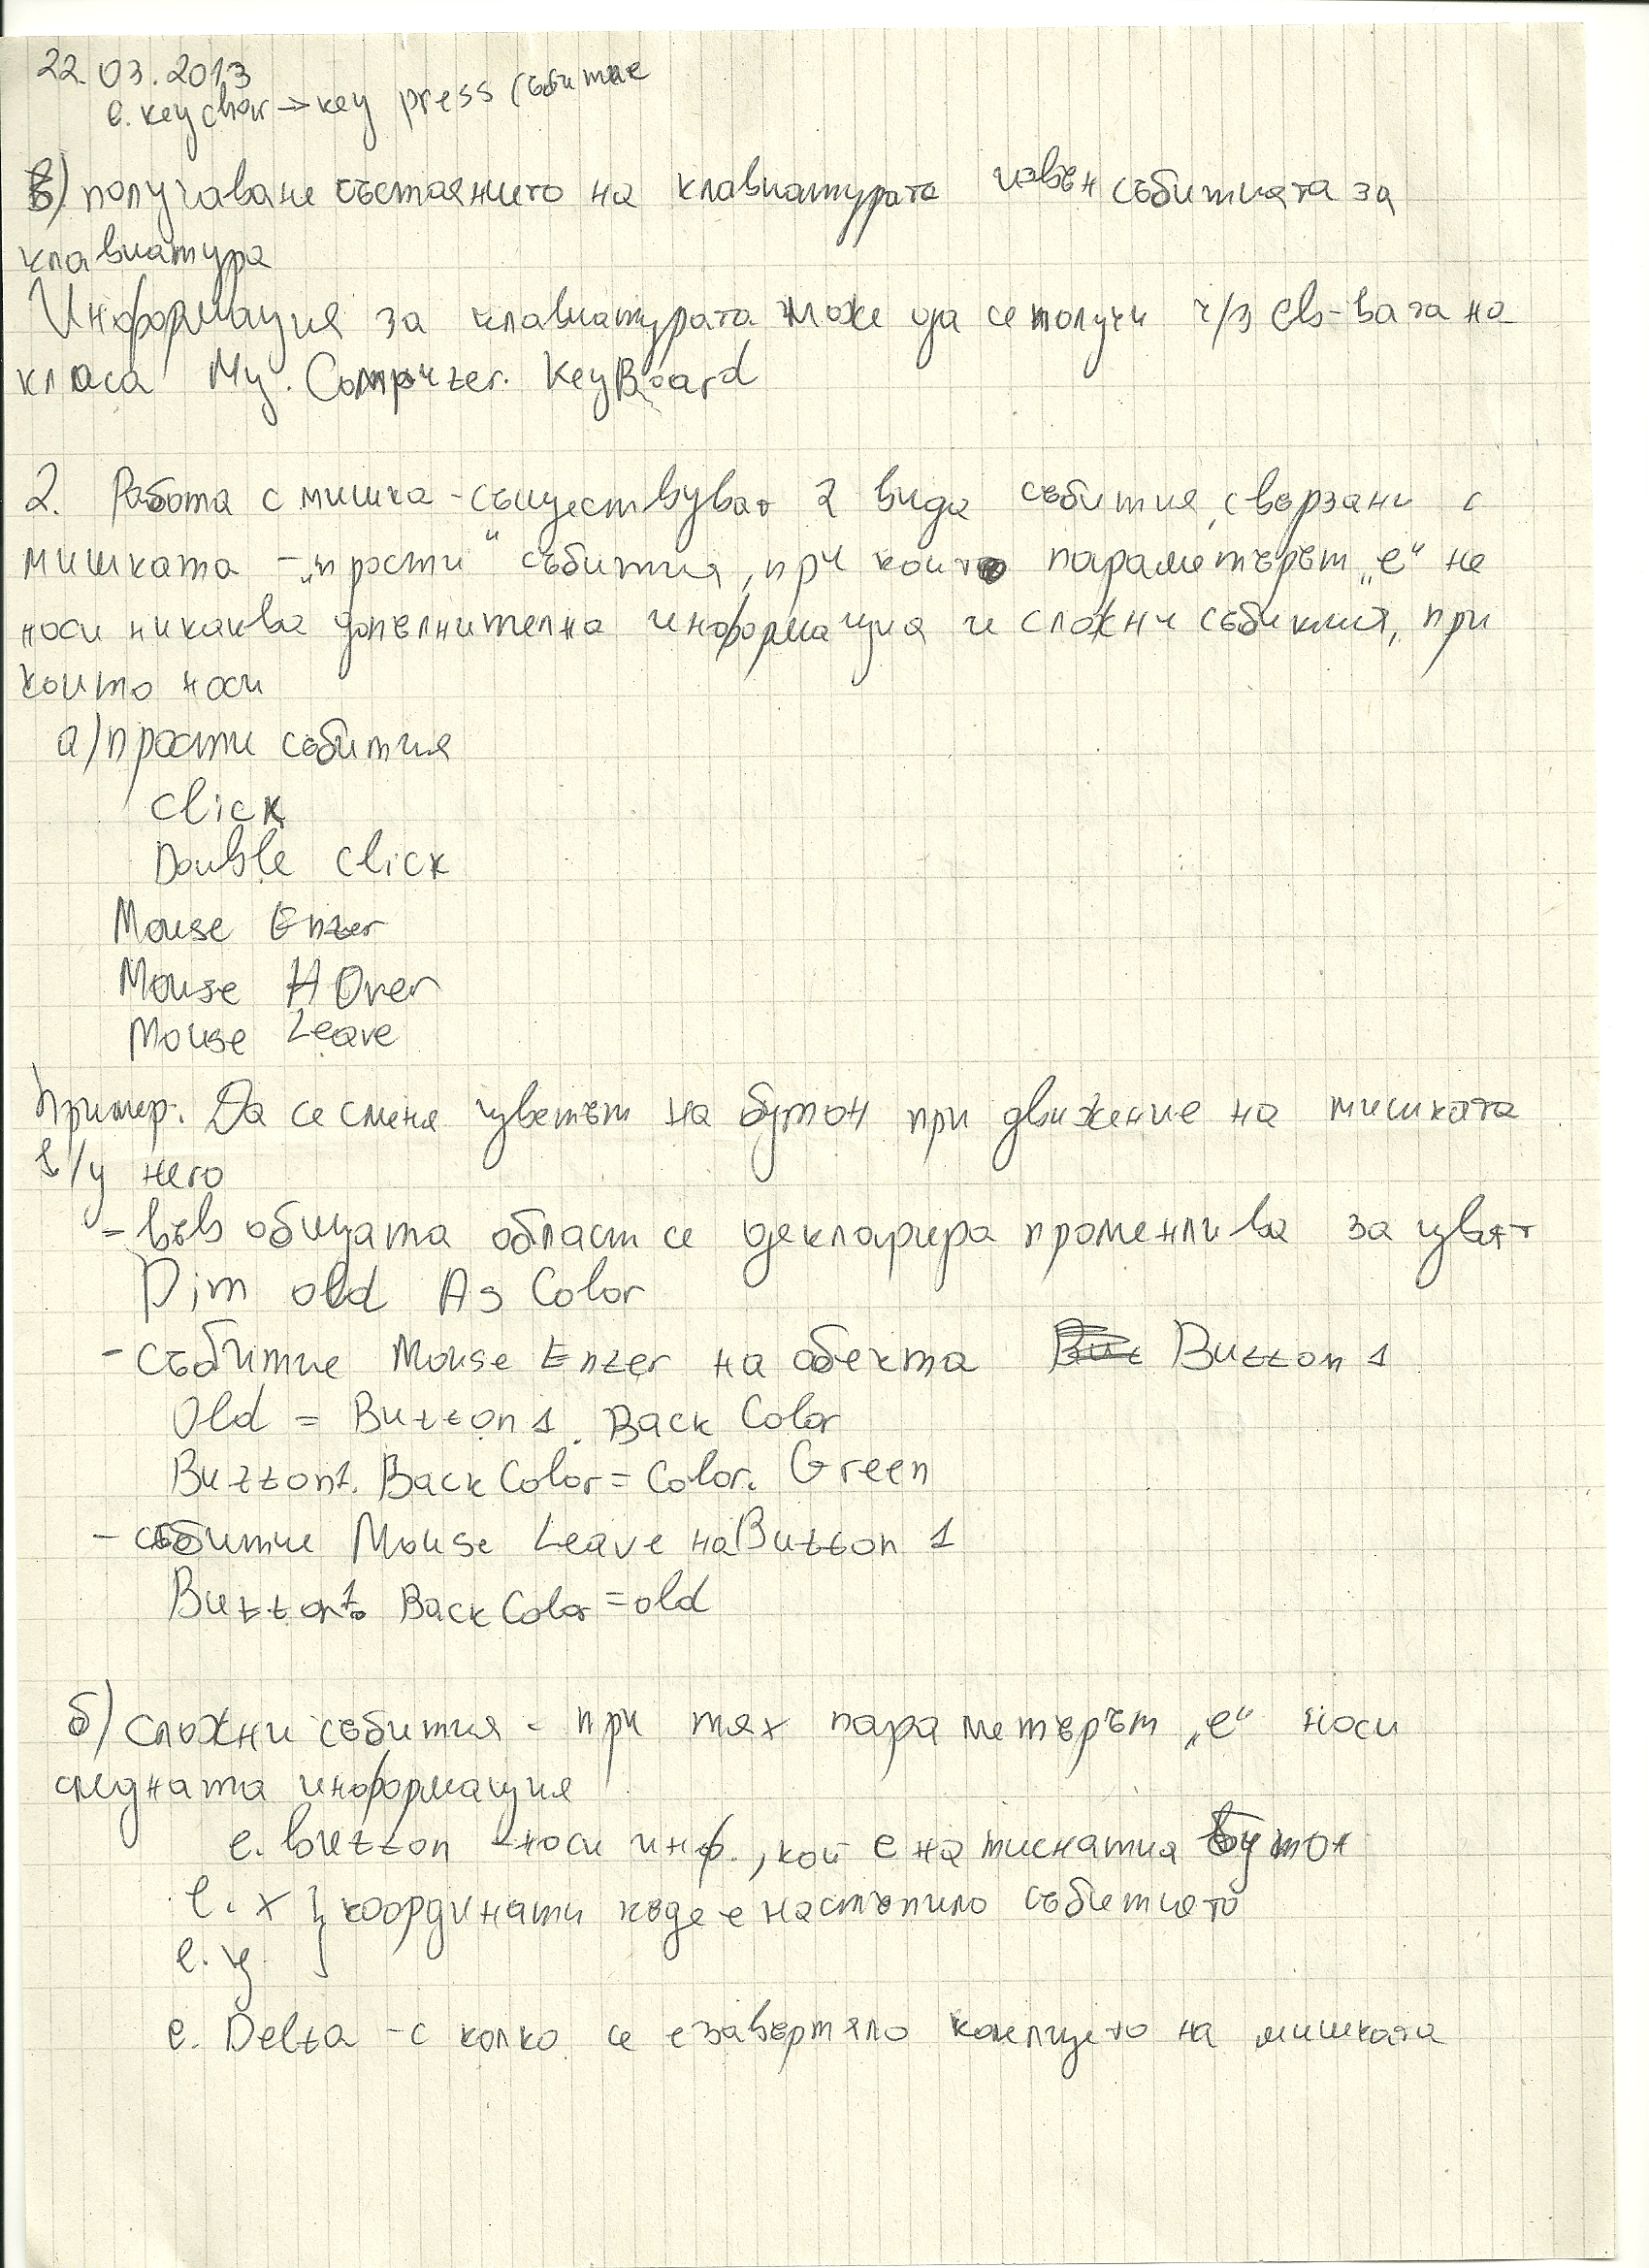 22.03.2013
e.keychar → key press събитие
в) получаване състоянието на клавиатурата извън събитията за
клавиатура
Информация за клавиатурата може да се получи ч/з св-вата на
класа My.Computer.KeyBoard
2. Работа с мишка - съществуват 2 вида събития, свързани с
мишката - „прости“ събития, при които параметърът „e“ не
носи никаква допълнителна информация и сложни събития, при
които носи
а) прости събития
Click
Double click
Mouse Enter
Mouse HOver
Mouse Leave
Пример: Да се сменя цветът на бутон при движение на мишката
в/у него
- във общата област се декларира променлива за цвят
Dim old As Color
- събитие Mouse Enter на обекта But Button 1
Old = Button1.Back Color
Button1.Back Color = Color.Green
- събитие Mouse Leave на Button 1
Button1.Back Color = old
б) сложни събития - при тях параметърът „e“ носи
следната информация
e.button - носи инф., кой е натиснатия бутон
e.x } координати къде е настъпило събитието
e.y
e.Delta - с колко се е завъртяло колелцето на мишката